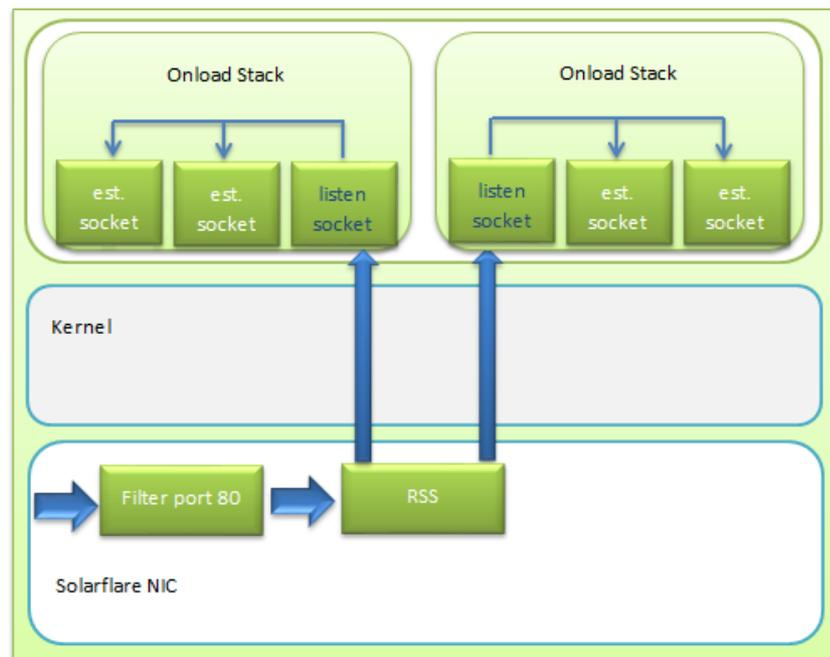 Onload Stack
Onload Stack
est.
socket
est.
socket
listen
socket
listen
socket
est.
socket
est.
socket
Kernel
Filter port 80
RSS
Solarflare NIC